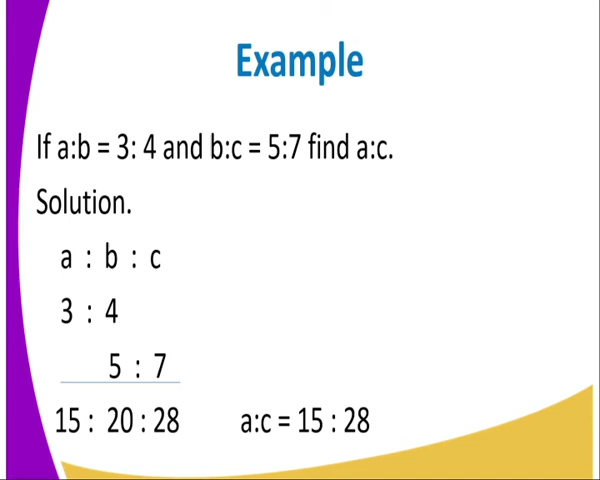 Example
If a:b = 3: 4 and b:c = 5:7 find a:c.
Solution.
a : b : c
3 : 4
5 : 7
15 : 20 : 28 a:c = 15 : 28